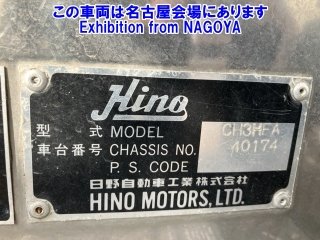 この車両は名古屋会場にあります
Exhibition from NAGOYA
Hino
型 式 MODEL CH3HFA
車台番号 CHASSIS NO. 40174
P. S. CODE
日野自動車工業株式会社
HINO MOTORS, LTD.